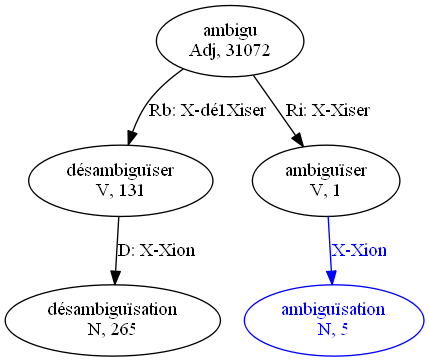 ambigu
Adj, 31072
Rb: X-dé1Xiser
Ri: X-Xiser
désambiguïser
V, 131
ambiguïser
V, 1
D: X-Xion
X-Xion
désambiguïsation
N, 265
ambiguïsation
N, 5